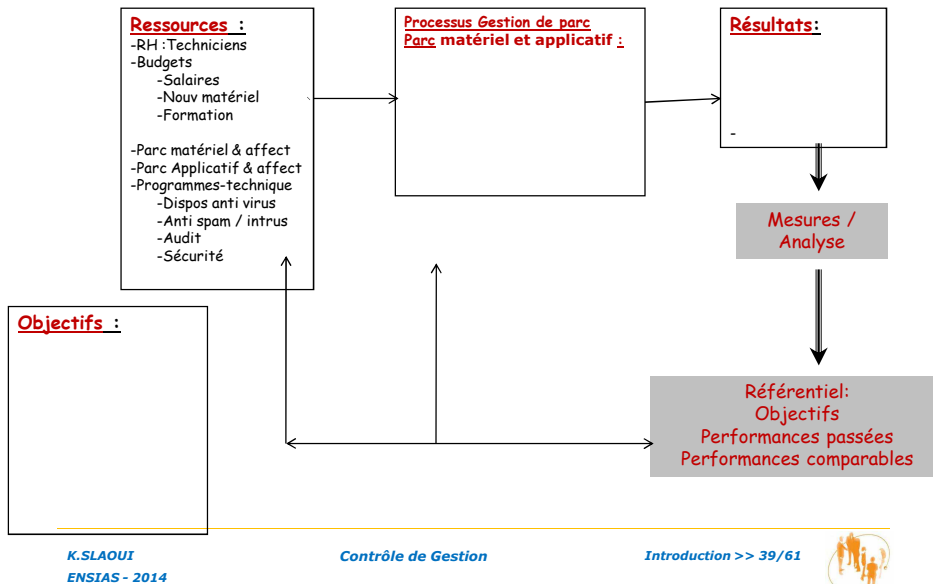 Ressources :
-RH :Techniciens
-Budgets
-Salaires
-Nouv matériel
-Formation
-Parc matériel & affect
-Parc Applicatif & affect
-Programmes-technique
-Dispos anti virus
-Anti spam / intrus
-Audit
-Sécurité
Processus Gestion de parc
Parc matériel et applicatif :
Résultats:
-
Mesures /
Analyse
Objectifs :
Référentiel:
Objectifs
Performances passées
Performances comparables
K.SLAOUI
ENSIAS - 2014
Contrôle de Gestion
Introduction >> 39/61